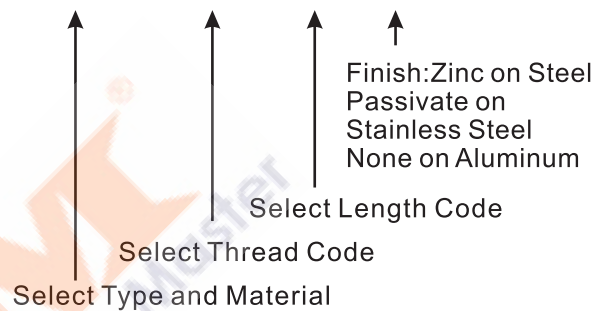 Finish:Zinc on Steel
Passivate on
Stainless Steel
None on Aluminum
Select Length Code
Select Thread Code
Select Type and Material
Master